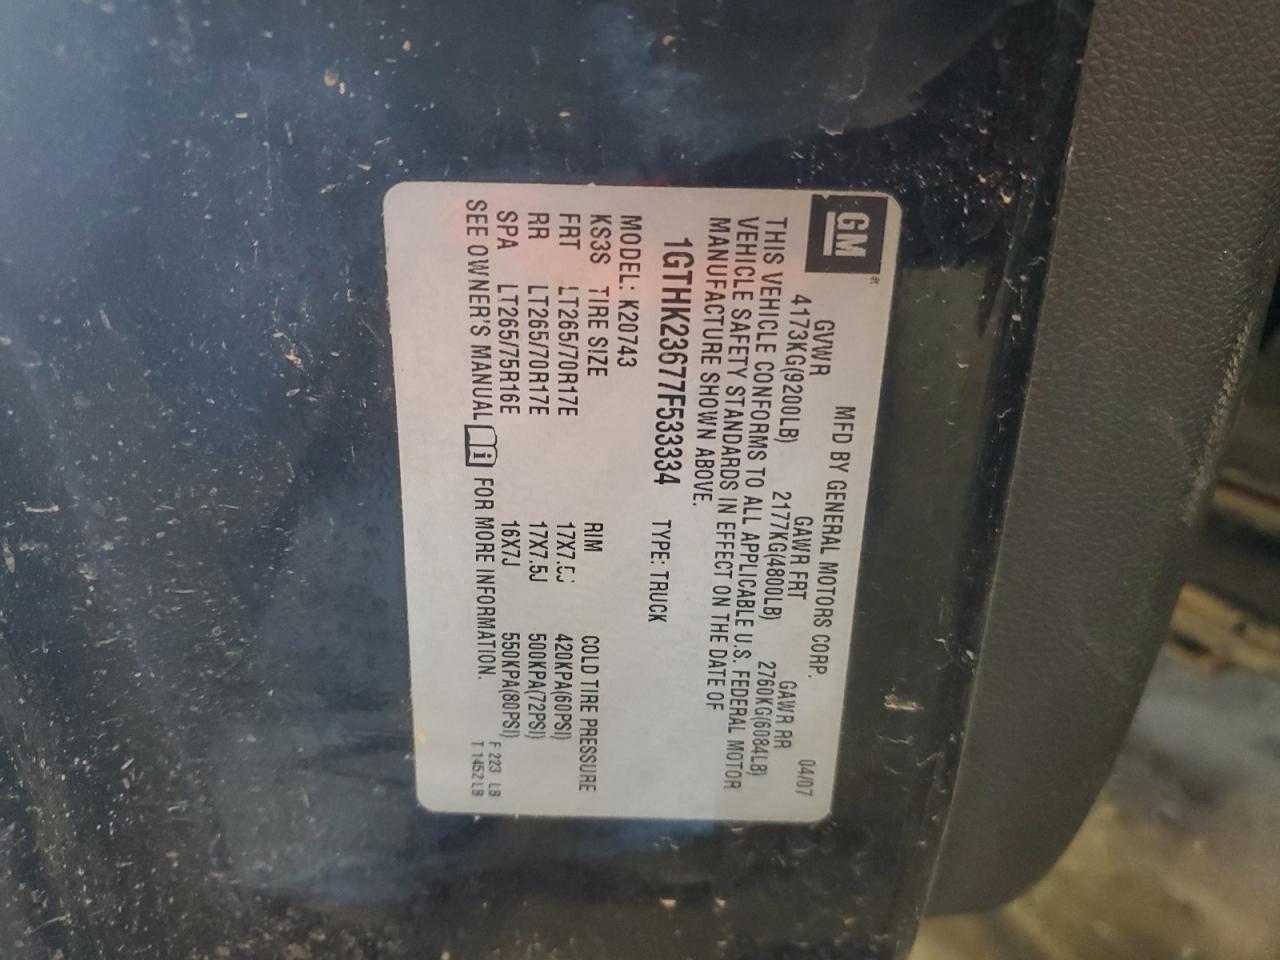 GM®
MFD BY GENERAL MOTORS CORP.
04/07
GVWR GAWR FRT GAWR RR
4173KG(9200LB) 2177KG(4800LB) 2760KG(6084LB)
THIS VEHICLE CONFORMS TO ALL APPLICABLE U.S. FEDERAL MOTOR
VEHICLE SAFETY STANDARDS IN EFFECT ON THE DATE OF
MANUFACTURE SHOWN ABOVE.
1GTHK23677F533334 TYPE: TRUCK
MODEL: K20743
KS3S TIRE SIZE RIM COLD TIRE PRESSURE
FRT LT265/70R17E 17X7.5J 420KPA(60PSI)
RR LT265/70R17E 17X7.5J 500KPA(72PSI)
SPA LT265/75R16E 16X7J 550KPA(80PSI)
SEE OWNER'S MANUAL i FOR MORE INFORMATION.
F 223 LB
T 1452 LB